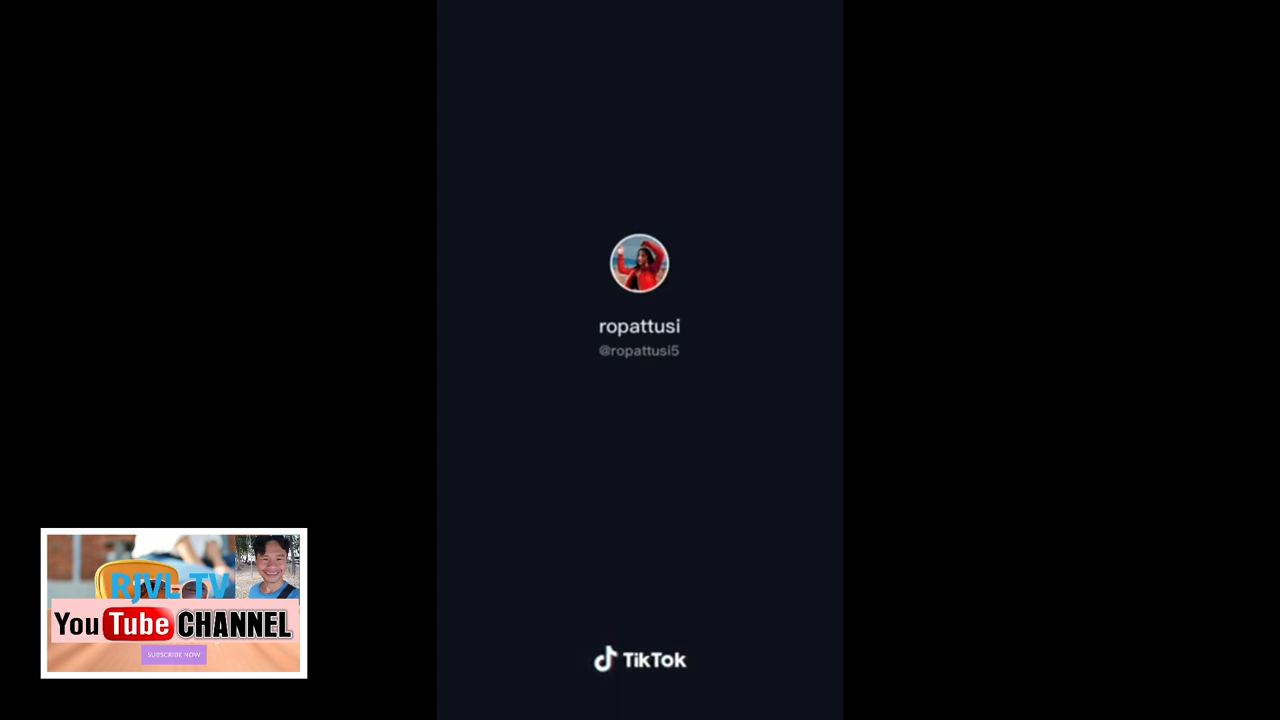 ropattusi
@ropattusi5
RJVL TV
You Tube CHANNEL
SUBSCRIBE NOW
TikTok